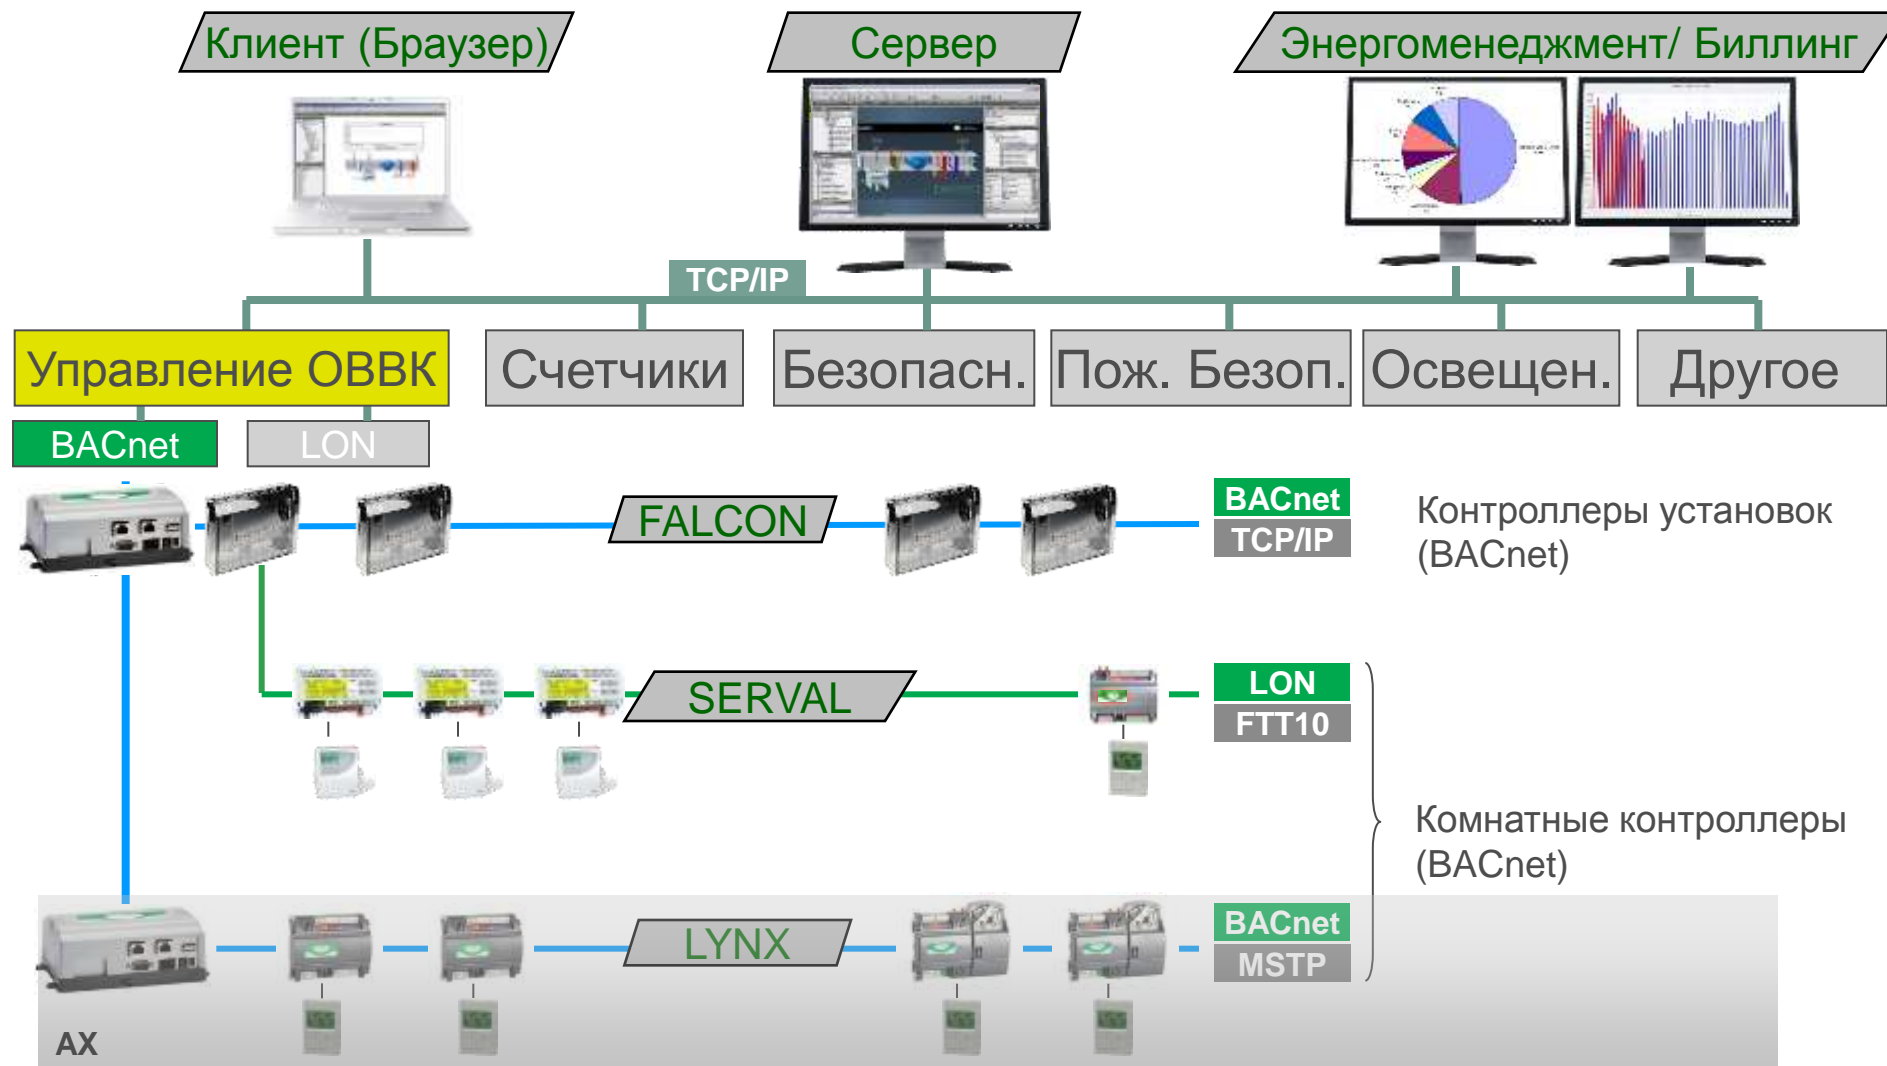 Клиент (Браузер)
Сервер
Энергоменеджмент/ Биллинг
TCP/IP
Управление ОВВК
Счетчики
Безопасн.
Пож. Безоп.
Освещен.
Другое
BACnet
LON
FALCON
BACnet
TCP/IP
Контроллеры установок
(BACnet)
SERVAL
LON
FTT10
Комнатные контроллеры
(BACnet)
LYNX
BACnet
MSTP
AX